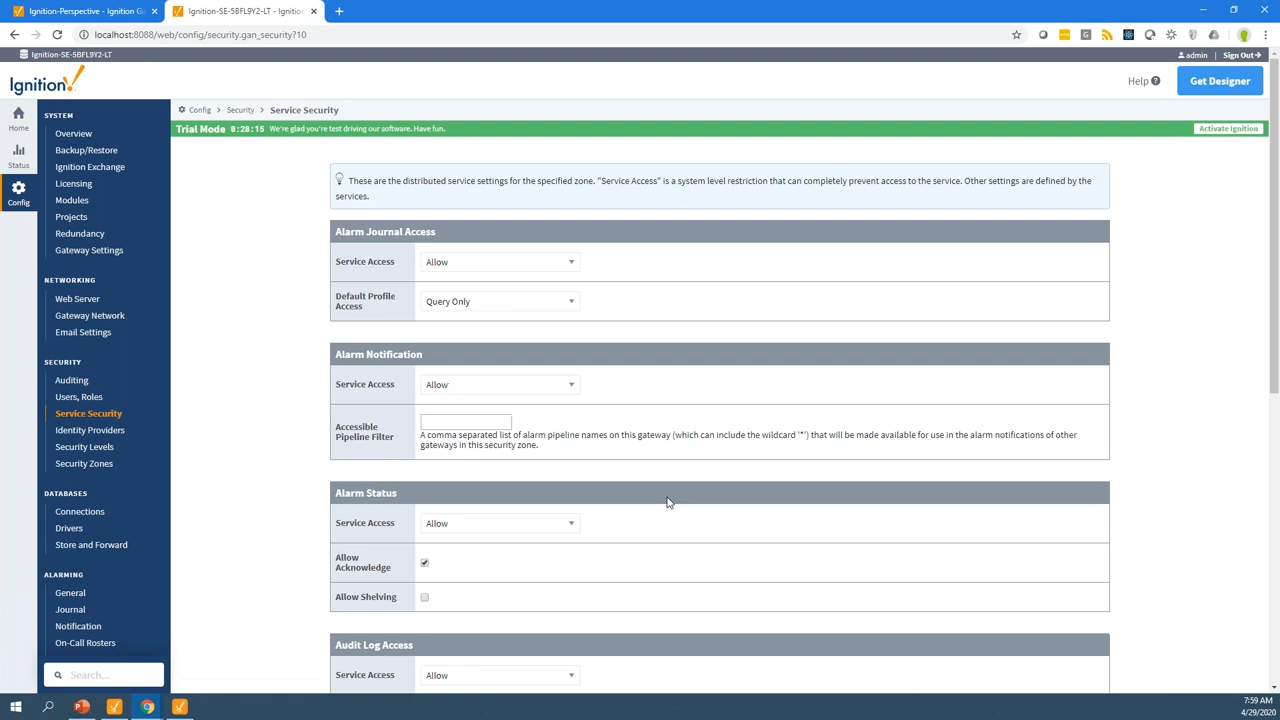 Ignition-Perspective - Ignition Ga
Ignition-SE-5BFL9Y2-LT - Ignition
localhost:8088/web/config/security.gan_security?10
Ignition-SE-5BFL9Y2-LT
admin
Sign Out
Ignition!
Help
Get Designer
Home
Status
Config
SYSTEM
Overview
Backup/Restore
Ignition Exchange
Licensing
Modules
Projects
Redundancy
Gateway Settings
NETWORKING
Web Server
Gateway Network
Email Settings
SECURITY
Auditing
Users, Roles
Service Security
Identity Providers
Security Levels
Security Zones
DATABASES
Connections
Drivers
Store and Forward
ALARMING
General
Journal
Notification
On-Call Rosters
Search...
Config > Security > Service Security
Trial Mode 0:28:15 We're glad you're test driving our software. Have fun.
Activate Ignition
These are the distributed service settings for the specified zone. "Service Access" is a system level restriction that can completely prevent access to the service. Other settings are defined by the
services.
Alarm Journal Access
Service Access
Allow
Default Profile
Access
Query Only
Alarm Notification
Service Access
Allow
Accessible
Pipeline Filter
A comma separated list of alarm pipeline names on this gateway (which can include the wildcard '*') that will be made available for use in the alarm notifications of other
gateways in this security zone.
Alarm Status
Service Access
Allow
Allow
Acknowledge
Allow Shelving
Audit Log Access
Service Access
Allow
7:59 AM
4/29/2020